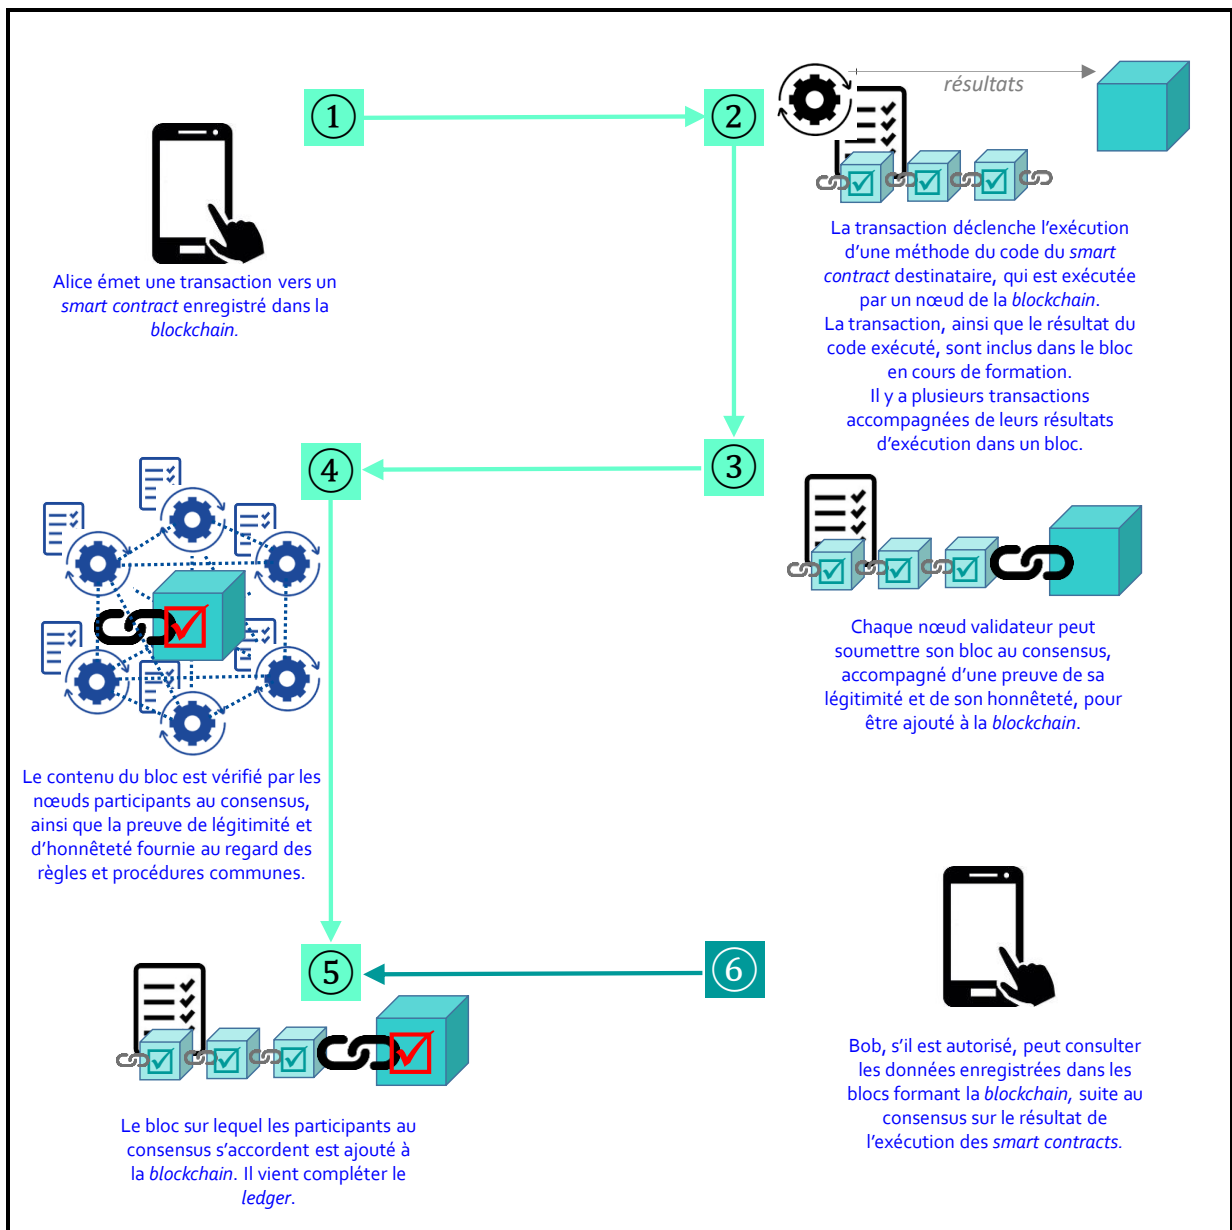 ①
Alice émet une transaction vers un
smart contract enregistré dans la
blockchain.
②
résultats
La transaction déclenche l’exécution
d’une méthode du code du smart
contract destinataire, qui est exécutée
par un nœud de la blockchain.
La transaction, ainsi que le résultat du
code exécuté, sont inclus dans le bloc
en cours de formation.
Il y a plusieurs transactions
accompagnées de leurs résultats
d’exécution dans un bloc.
③
Chaque nœud validateur peut
soumettre son bloc au consensus,
accompagné d’une preuve de sa
légitimité et de son honnêteté, pour
être ajouté à la blockchain.
④
Le contenu du bloc est vérifié par les
nœuds participants au consensus,
ainsi que la preuve de légitimité et
d’honnêteté fournie au regard des
règles et procédures communes.
⑤
Le bloc sur lequel les participants au
consensus s’accordent est ajouté à
la blockchain. Il vient compléter le
ledger.
⑥
Bob, s’il est autorisé, peut consulter
les données enregistrées dans les
blocs formant la blockchain, suite au
consensus sur le résultat de
l’exécution des smart contracts.